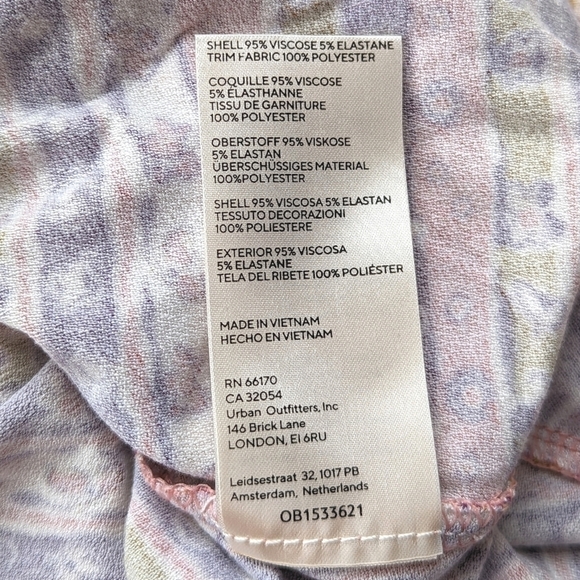 SHELL 95% VISCOSE 5% ELASTANE
TRIM FABRIC 100% POLYESTER
COQUILLE 95% VISCOSE
5% ÉLASTHANNE
TISSU DE GARNITURE
100% POLYESTER
OBERSTOFF 95% VISKOSE
5% ELASTAN
ÜBERSCHÜSSIGES MATERIAL
100%POLYESTER
SHELL 95% VISCOSA 5% ELASTAN
TESSUTO DECORAZIONI
100% POLIESTERE
EXTERIOR 95% VISCOSA
5% ELASTANE
TELA DEL RIBETE 100% POLIÉSTER
MADE IN VIETNAM
HECHO EN VIETNAM
RN 66170
CA 32054
Urban Outfitters, Inc
146 Brick Lane
LONDON, E1 6RU
Leidsestraat 32, 1017 PB
Amsterdam, Netherlands
OB1533621